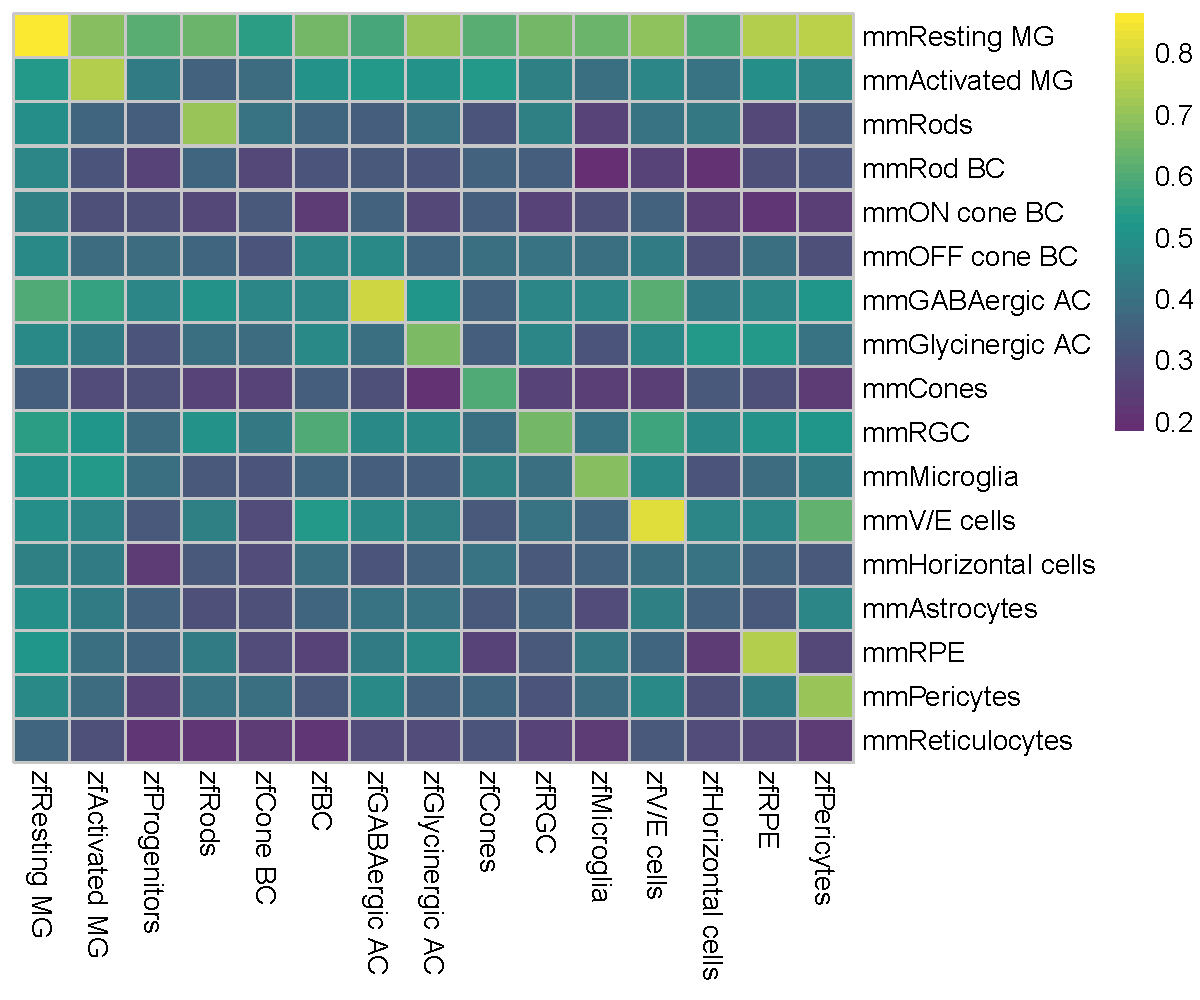 mmResting MG
mmActivated MG
mmRods
mmRod BC
mmON cone BC
mmOFF cone BC
mmGABAergic AC
mmGlycinergic AC
mmCones
mmRGC
mmMicroglia
mmV/E cells
mmHorizontal cells
mmAstrocytes
mmRPE
mmPericytes
mmReticulocytes
0.8
0.7
0.6
0.5
0.4
0.3
0.2
zfResting MG
zfActivated MG
zfProgenitors
zfRods
zfCone BC
zfBC
zfGABAergic AC
zfGlycinergic AC
zfCones
zfRGC
zfMicroglia
zfV/E cells
zfHorizontal cells
zfRPE
zfPericytes